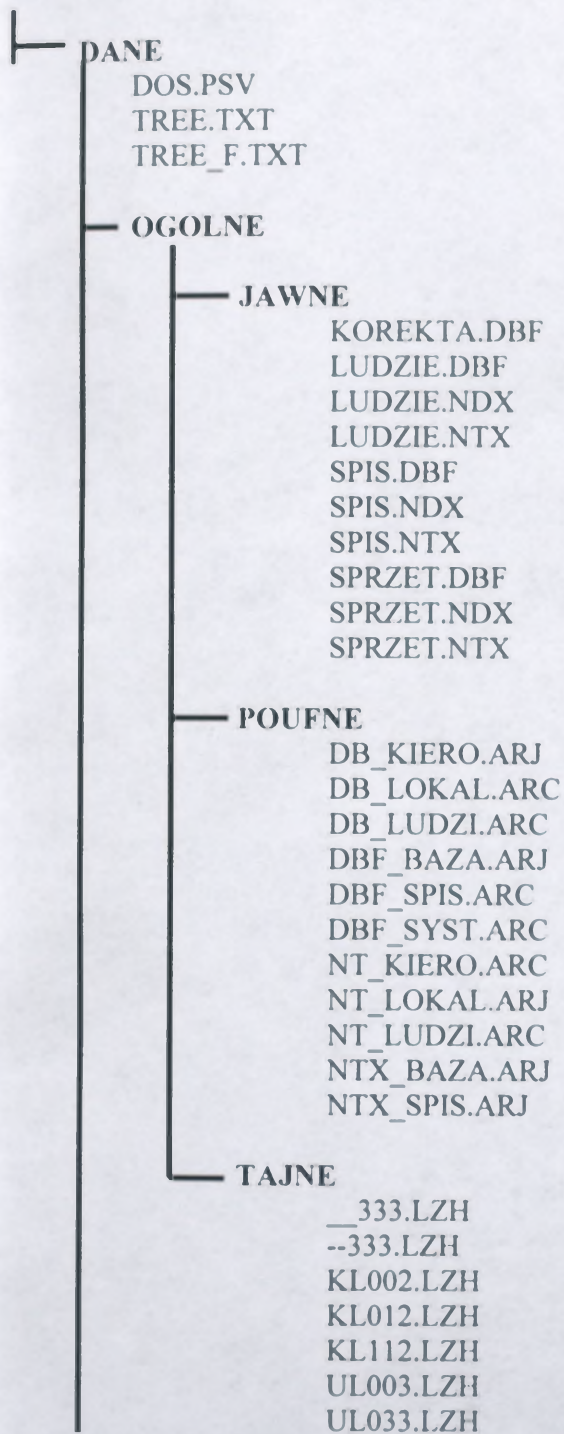 DANE
DOS.PSV
TREE.TXT
TREE_F.TXT
OGOLNE
JAWNE
KOREKTA.DBF
LUDZIE.DBF
LUDZIE.NDX
LUDZIE.NTX
SPIS.DBF
SPIS.NDX
SPIS.NTX
SPRZET.DBF
SPRZET.NDX
SPRZET.NTX
POUFNE
DB_KIERO.ARJ
DB_LOKAL.ARC
DB_LUDZI.ARC
DBF_BAZA.ARJ
DBF_SPIS.ARC
DBF_SYST.ARC
NT_KIERO.ARC
NT_LOKAL.ARJ
NT_LUDZI.ARC
NTX_BAZA.ARJ
NTX_SPIS.ARJ
TAJNE
__333.LZH
--333.LZH
KL002.LZH
KL012.LZH
KL112.LZH
UL003.LZH
UL033.LZH